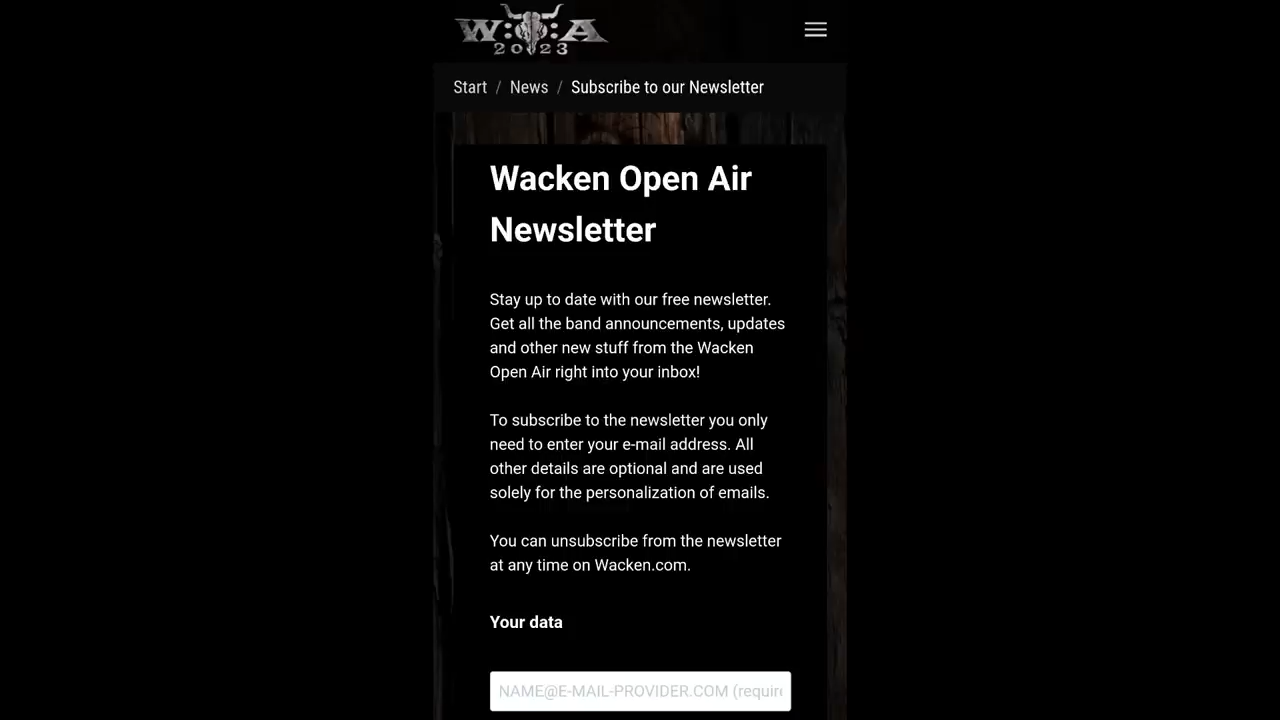 W:O:A
2023
Start / News / Subscribe to our Newsletter
Wacken Open Air
Newsletter
Stay up to date with our free newsletter.
Get all the band announcements, updates
and other new stuff from the Wacken
Open Air right into your inbox!
To subscribe to the newsletter you only
need to enter your e-mail address. All
other details are optional and are used
solely for the personalization of emails.
You can unsubscribe from the newsletter
at any time on Wacken.com.
Your data
NAME@E-MAIL-PROVIDER.COM (require